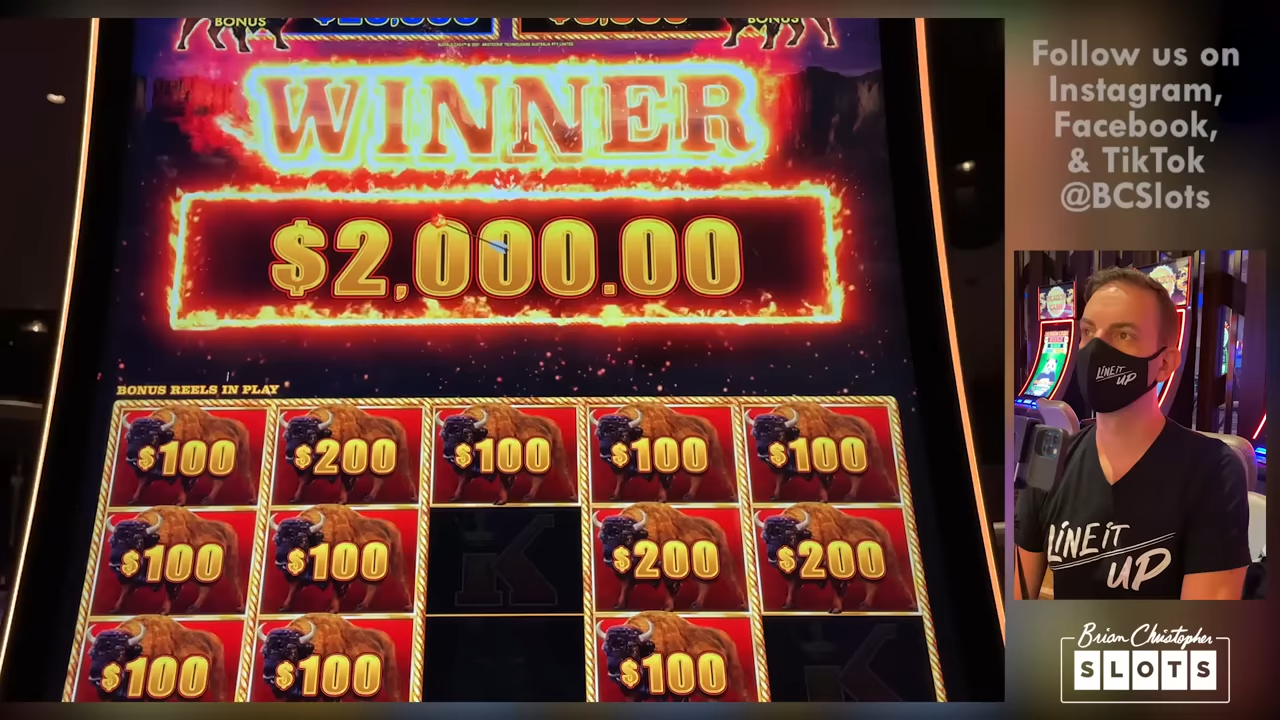 BONUS
BONUS
WINNER
$2,000.00
BONUS REELS IN PLAY
$100
$200
$100
$100
$100
$100
$100
K
$200
$200
$100
$100
$100
Follow us on
Instagram,
Facebook,
& TikTok
@BCSlots
LINE IT
UP
LINE IT
UP
Brian Christopher
SLOTS